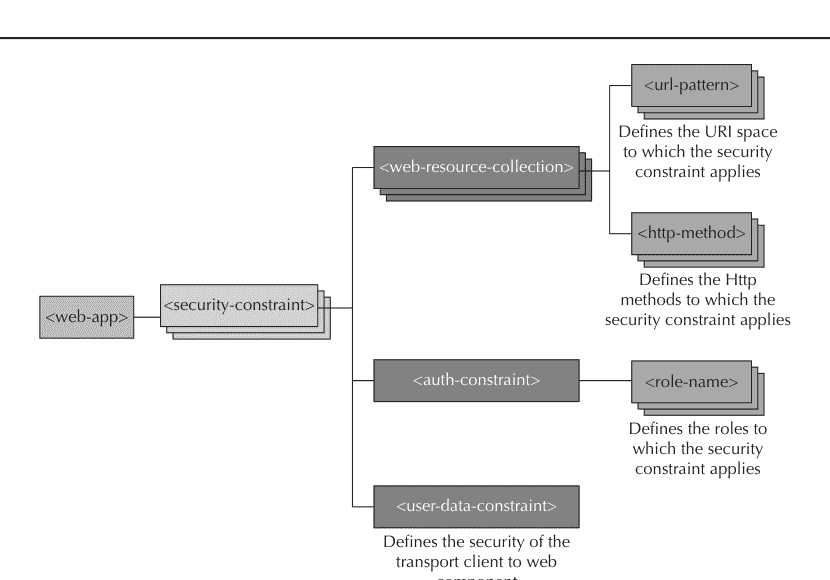 <url-pattern>
Defines the URI space
to which the security
constraint applies
<web-resource-collection>
<http-method>
Defines the Http
methods to which the
security constraint applies
<security-constraint>
<web-app>
<auth-constraint>
<role-name>
Defines the roles to
which the security
constraint applies
<user-data-constraint>
Defines the security of the
transport client to web
component